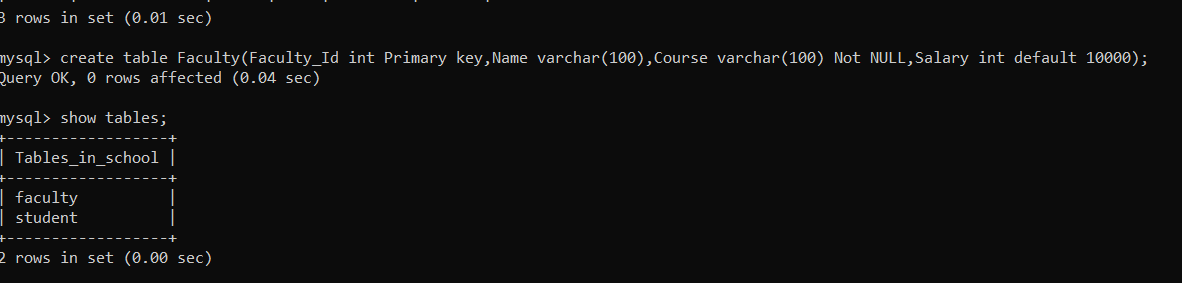 3 rows in set (0.01 sec)
mysql> create table Faculty(Faculty_Id int Primary key,Name varchar(100),Course varchar(100) Not NULL,Salary int default 10000);
Query OK, 0 rows affected (0.04 sec)
mysql> show tables;
+------------------+
| Tables_in_school |
+------------------+
| faculty          |
| student          |
+------------------+
2 rows in set (0.00 sec)